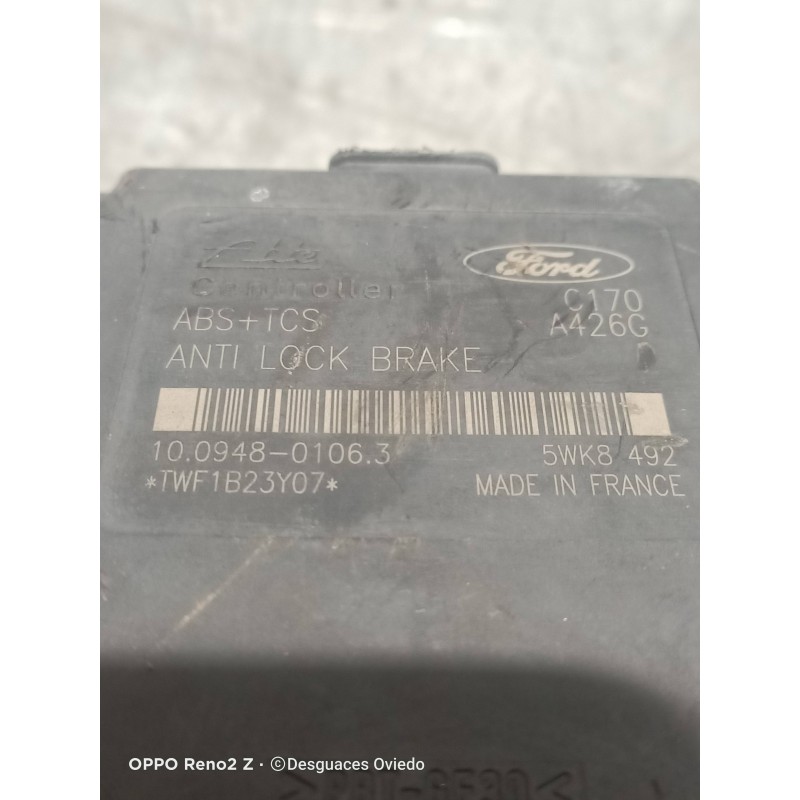 Ford
Controller
C170
ABS+TCS
A426G
ANTI LOCK BRAKE
10.0948-0106.3
5WK8 492
*TWF1B23Y07*
MADE IN FRANCE
OPPO Reno2 Z · ©Desguaces Oviedo